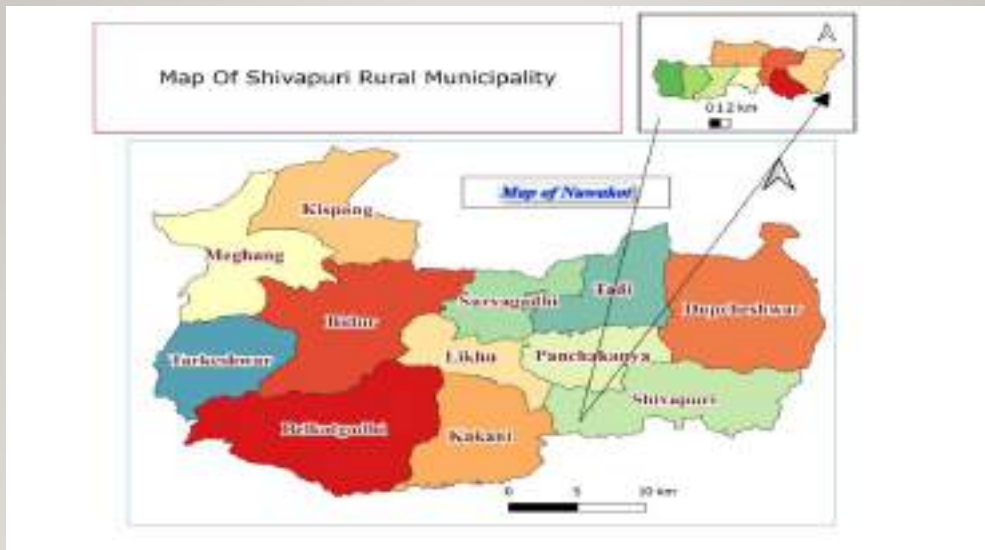 Map Of Shivapuri Rural Municipality
0 1 2 km
Map of Nuwakot
Kispang
Meghang
Suryagadhi
Tadi
Dupcheshwar
Bidur
Tarkeshwar
Likhu
Panchakanya
Shivapuri
Belkotgadhi
Kakani
0 5 10 km